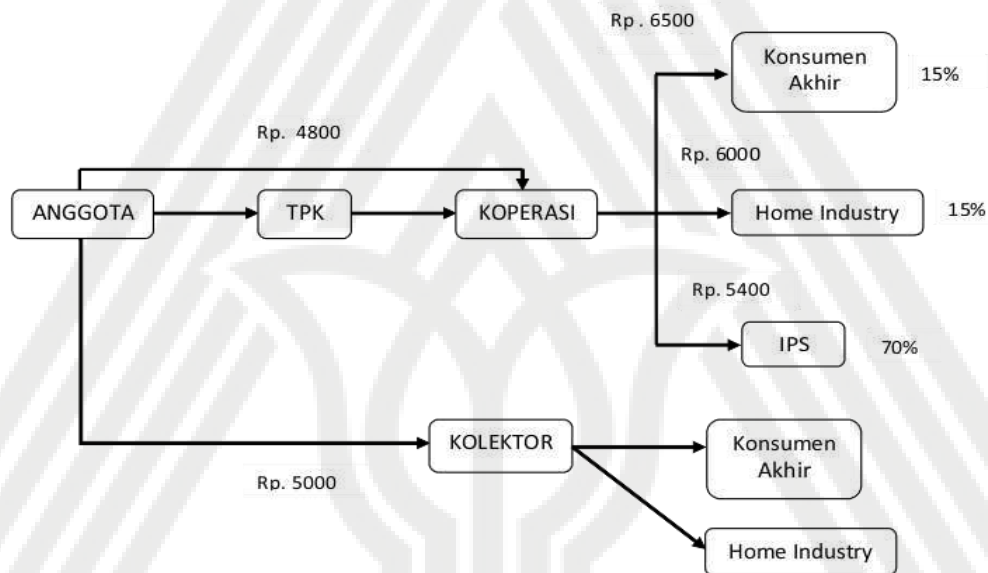 Rp . 6500
Konsumen
Akhir
15%
Rp. 4800
Rp. 6000
ANGGOTA
TPK
KOPERASI
Home Industry
15%
Rp. 5400
IPS
70%
KOLEKTOR
Konsumen
Akhir
Rp. 5000
Home Industry